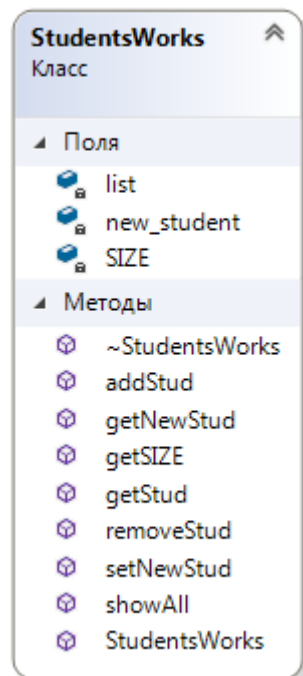 StudentsWorks
Класс
Поля
list
new_student
SIZE
Методы
~StudentsWorks
addStud
getNewStud
getSIZE
getStud
removeStud
setNewStud
showAll
StudentsWorks